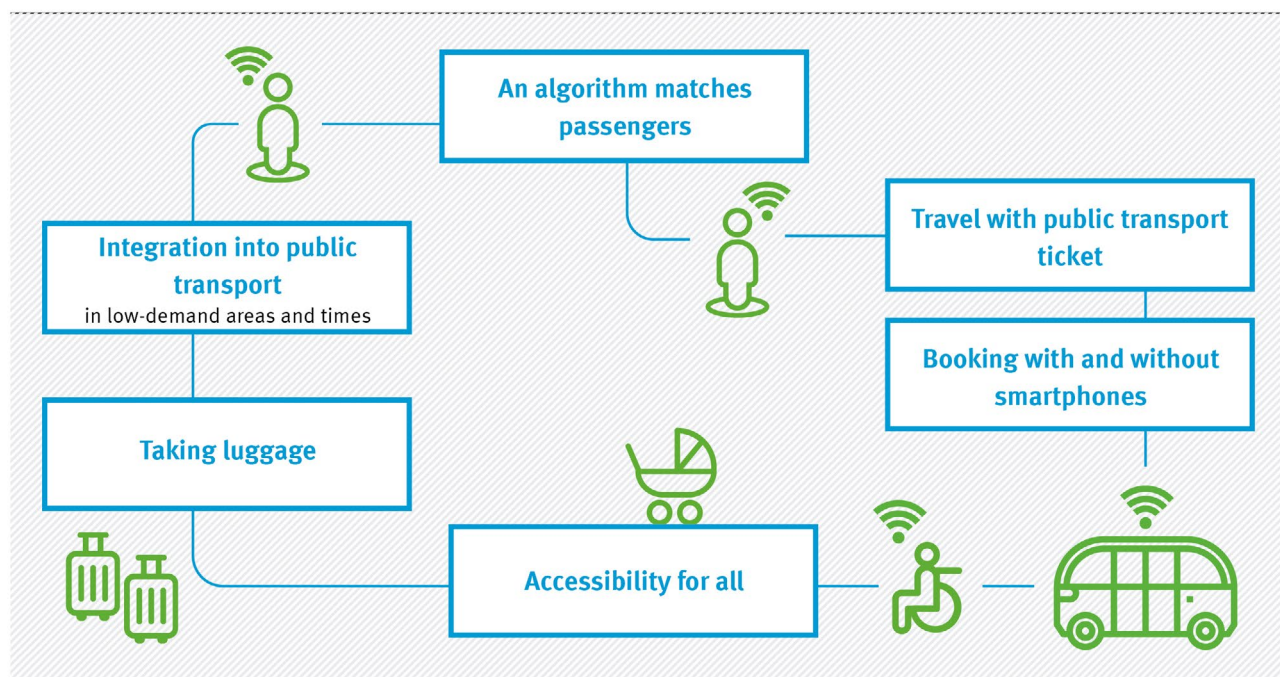 An algorithm matches
passengers
Travel with public transport
ticket
Integration into public
transport
in low-demand areas and times
Booking with and without
smartphones
Taking luggage
Accessibility for all